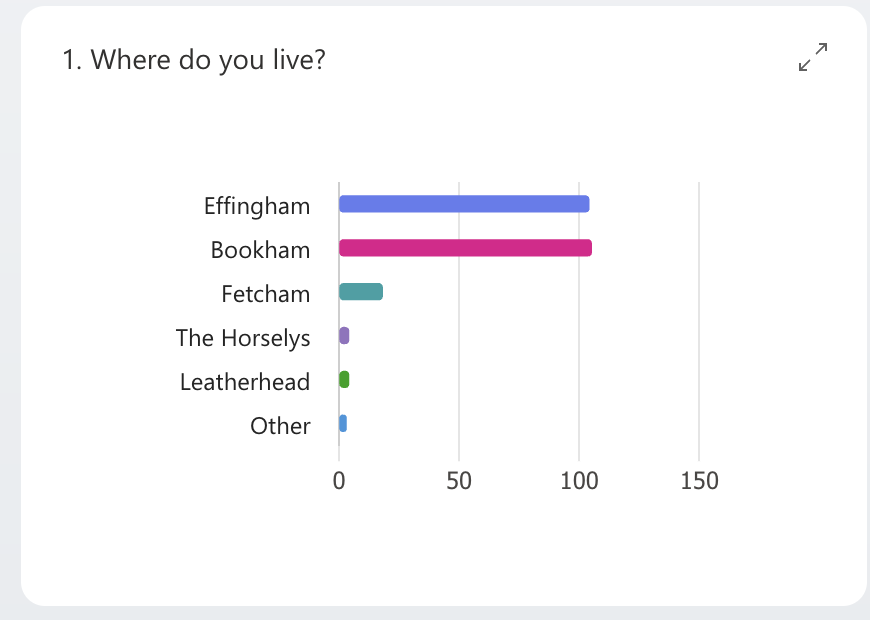 1. Where do you live?
Effingham
Bookham
Fetcham
The Horselys
Leatherhead
Other
0 50 100 150